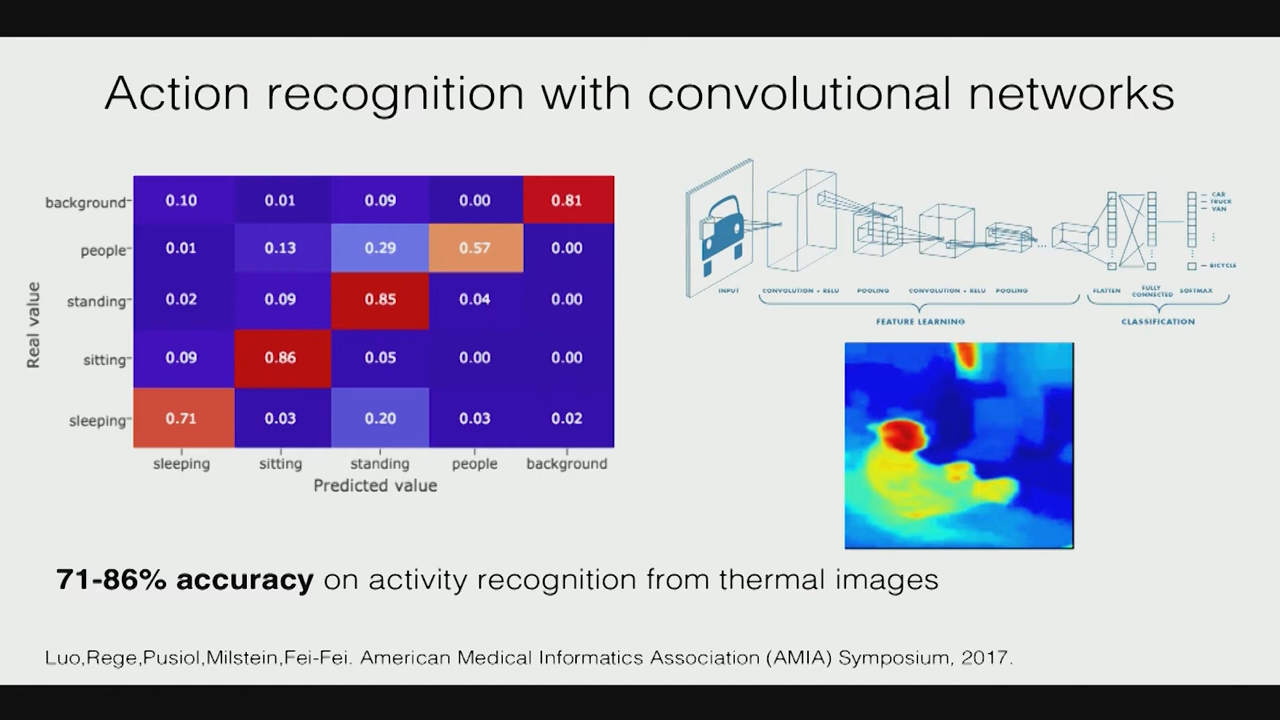 Action recognition with convolutional networks
background 0.10 0.01 0.09 0.00 0.81
people 0.01 0.13 0.29 0.57 0.00
standing 0.02 0.09 0.85 0.04 0.00
sitting 0.09 0.86 0.05 0.00 0.00
sleeping 0.71 0.03 0.20 0.03 0.02
sleeping sitting standing people background
Predicted value
Real value
CAR
TRUCK
VAN
BICYCLE
INPUT CONVOLUTION + RELU POOLING CONVOLUTION + RELU POOLING FLATTEN FULLY CONNECTED SOFTMAX
FEATURE LEARNING CLASSIFICATION
71-86% accuracy on activity recognition from thermal images
Luo,Rege,Pusiol,Milstein,Fei-Fei. American Medical Informatics Association (AMIA) Symposium, 2017.